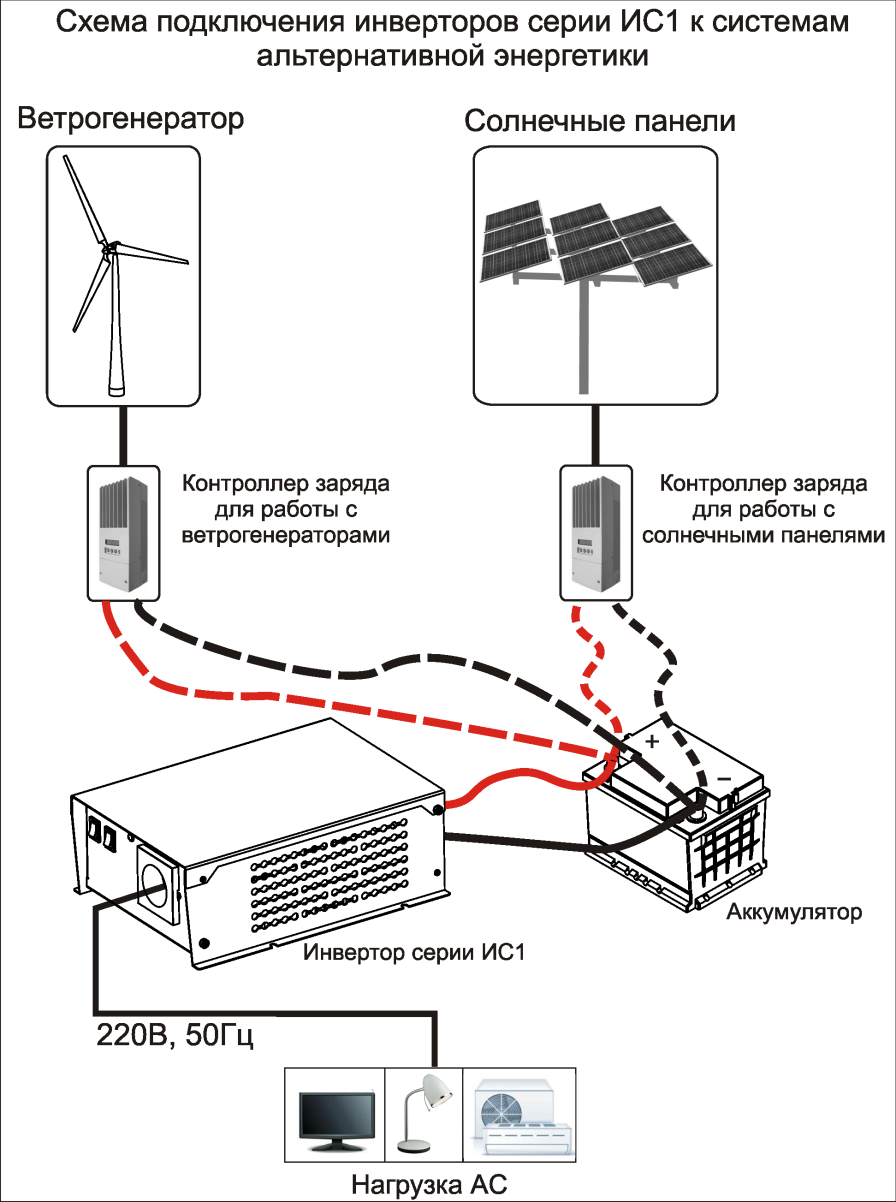 Схема подключения инверторов серии ИС1 к системам
альтернативной энергетики
Ветрогенератор
Солнечные панели
Контроллер заряда
для работы с
ветрогенераторами
Контроллер заряда
для работы с
солнечными панелями
+
−
Аккумулятор
Инвертор серии ИС1
220В, 50Гц
Нагрузка АС